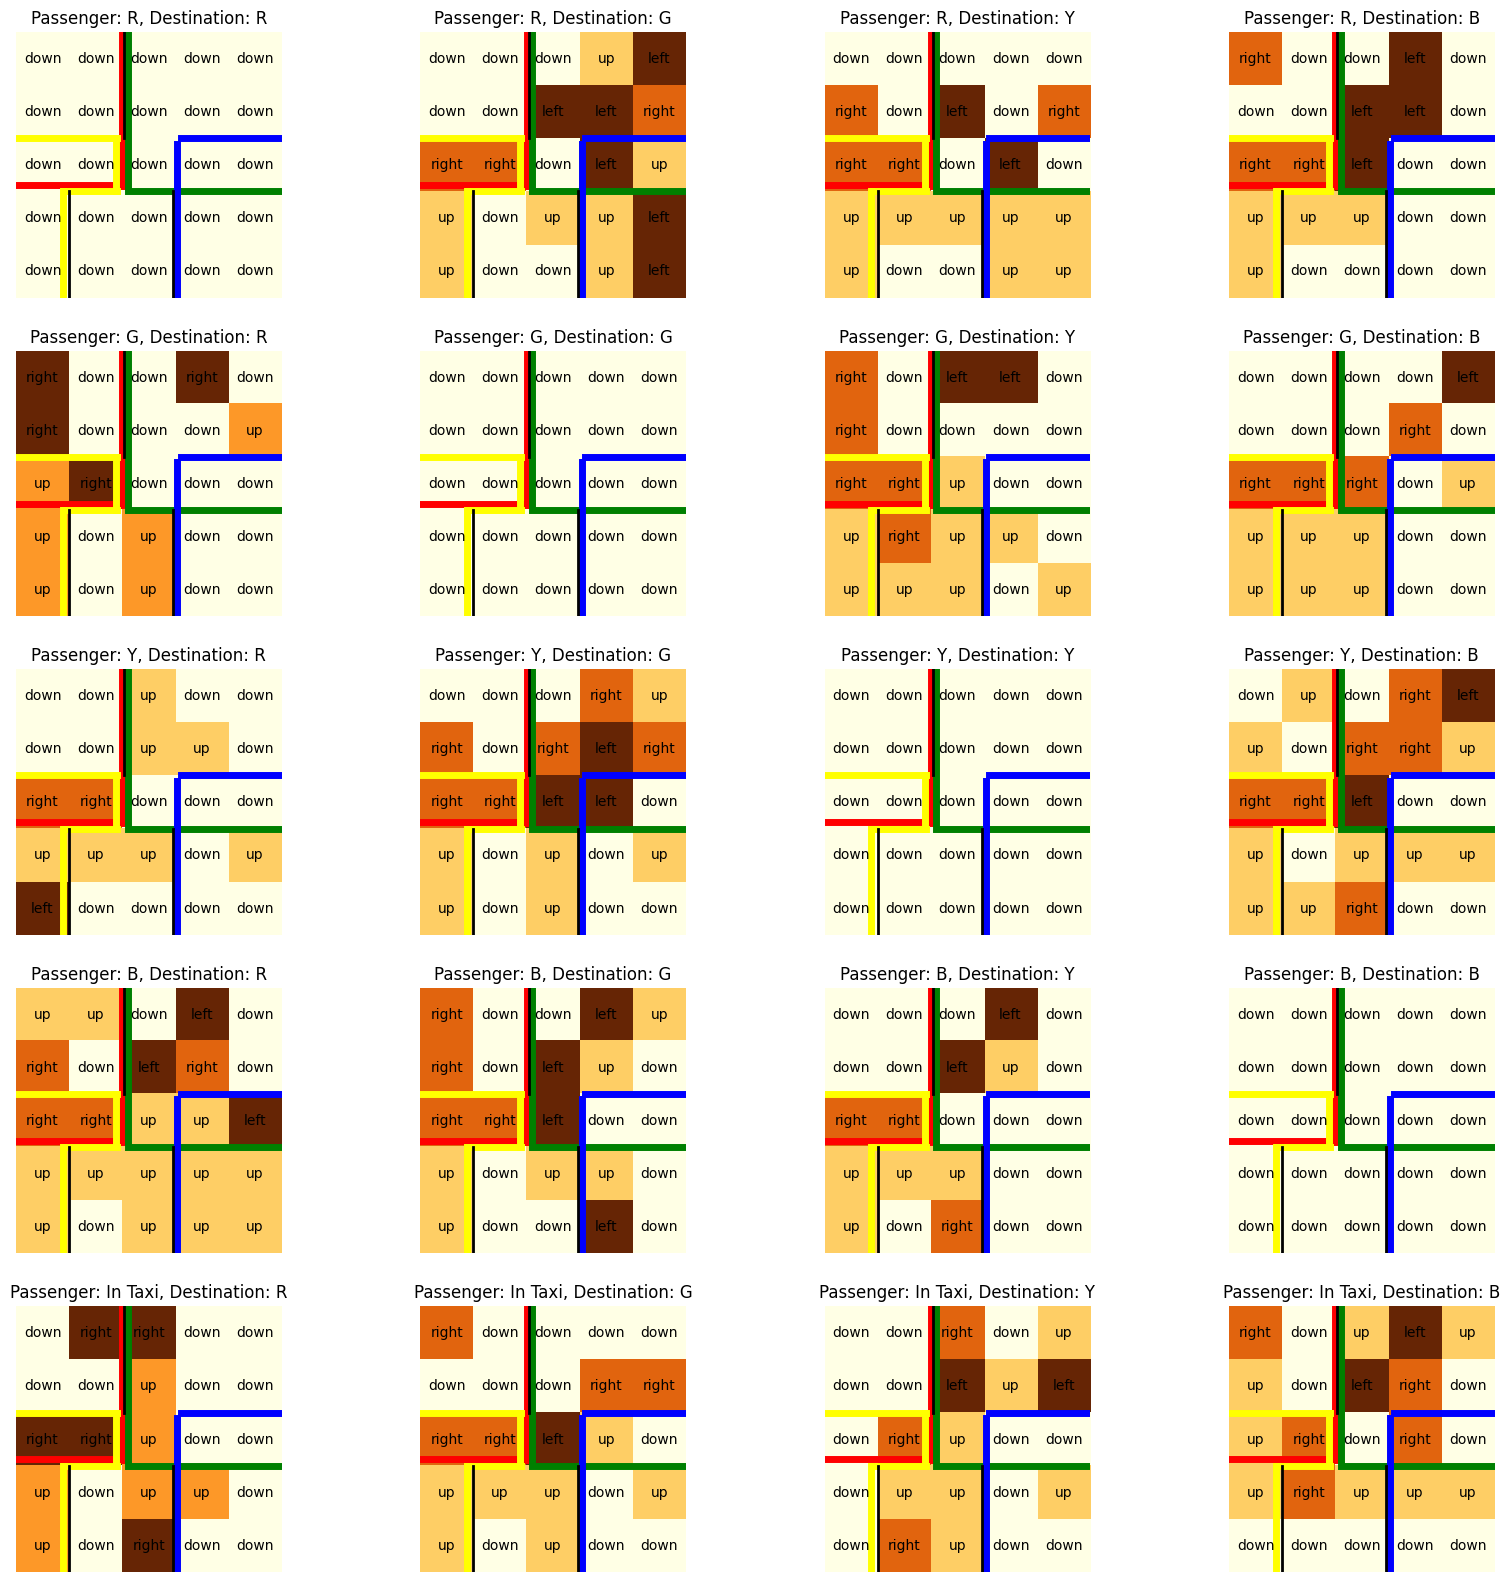 Passenger: R, Destination: R Passenger: R, Destination: G Passenger: R, Destination: Y Passenger: R, Destination: B
down down down down down down down down up left down down down down down right down down left down
down down down down down down down left left right right down left down right down down left left down
down down down down down right right down left up right right down left down right right left down down
down down down down down up down up up left up up up up up up up up down down
down down down down down up down down up left up down down up up up down down down down
Passenger: G, Destination: R Passenger: G, Destination: G Passenger: G, Destination: Y Passenger: G, Destination: B
right down down right down down down down down down right down left left down down down down down left
right down down down up down down down down down right down down down down down down down right down
up right down down down down down down down down right right up down down right right right down up
up down up down down down down down down down up right up up down up up up down down
up down up down down down down down down down up up up down up up up up down down
Passenger: Y, Destination: R Passenger: Y, Destination: G Passenger: Y, Destination: Y Passenger: Y, Destination: B
down down up down down down down down right up down down down down down down up down right left
down down up up down right down right left right down down down down down up down right right up
right right down down down right right left left down down down down down down right right left down down
up up up down up up down up down up down down down down down up down up up up
left down down down down up down up down down down down down down down up up right down down
Passenger: B, Destination: R Passenger: B, Destination: G Passenger: B, Destination: Y Passenger: B, Destination: B
up up down left down right down down left up down down down left down down down down down down
right down left right down right down left up down down down left up down down down down down down
right right up up left right right left down down right right down down down down down down down down
up up up up up up down up up down up up up down down down down down down down
up down up up up up down down left down up down right down down down down down down down
Passenger: In Taxi, Destination: R Passenger: In Taxi, Destination: G Passenger: In Taxi, Destination: Y Passenger: In Taxi, Destination: B
down right right down down right down down down down down down right down up right down up left up
down down up down down down down down right right down down left up left up down left right down
right right up down down right right left up down down right up down down up right down right down
up down up up down up up up down up down up up down up up right up up up
up down right down down up down up down down down right up down down down down down down down